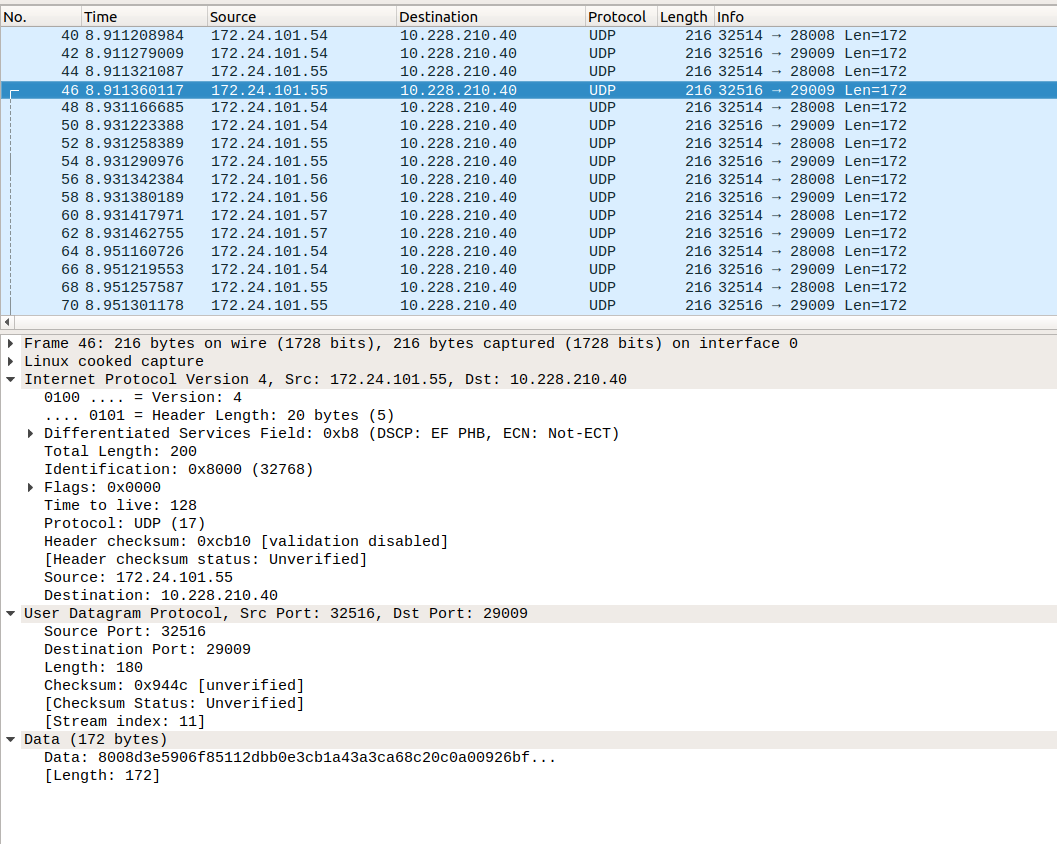 No. Time Source Destination Protocol Length Info
40 8.911208984 172.24.101.54 10.228.210.40 UDP 216 32514 → 28008 Len=172
42 8.911279009 172.24.101.54 10.228.210.40 UDP 216 32516 → 29009 Len=172
44 8.911321087 172.24.101.55 10.228.210.40 UDP 216 32514 → 28008 Len=172
46 8.911360117 172.24.101.55 10.228.210.40 UDP 216 32516 → 29009 Len=172
48 8.931166685 172.24.101.54 10.228.210.40 UDP 216 32514 → 28008 Len=172
50 8.931223388 172.24.101.54 10.228.210.40 UDP 216 32516 → 29009 Len=172
52 8.931258389 172.24.101.55 10.228.210.40 UDP 216 32514 → 28008 Len=172
54 8.931290976 172.24.101.55 10.228.210.40 UDP 216 32516 → 29009 Len=172
56 8.931342384 172.24.101.56 10.228.210.40 UDP 216 32514 → 28008 Len=172
58 8.931380189 172.24.101.56 10.228.210.40 UDP 216 32516 → 29009 Len=172
60 8.931417971 172.24.101.57 10.228.210.40 UDP 216 32514 → 28008 Len=172
62 8.931462755 172.24.101.57 10.228.210.40 UDP 216 32516 → 29009 Len=172
64 8.951160726 172.24.101.54 10.228.210.40 UDP 216 32514 → 28008 Len=172
66 8.951219553 172.24.101.54 10.228.210.40 UDP 216 32516 → 29009 Len=172
68 8.951257587 172.24.101.55 10.228.210.40 UDP 216 32514 → 28008 Len=172
70 8.951301178 172.24.101.55 10.228.210.40 UDP 216 32516 → 29009 Len=172
Frame 46: 216 bytes on wire (1728 bits), 216 bytes captured (1728 bits) on interface 0
Linux cooked capture
Internet Protocol Version 4, Src: 172.24.101.55, Dst: 10.228.210.40
0100 .... = Version: 4
.... 0101 = Header Length: 20 bytes (5)
Differentiated Services Field: 0xb8 (DSCP: EF PHB, ECN: Not-ECT)
Total Length: 200
Identification: 0x8000 (32768)
Flags: 0x0000
Time to live: 128
Protocol: UDP (17)
Header checksum: 0xcb10 [validation disabled]
[Header checksum status: Unverified]
Source: 172.24.101.55
Destination: 10.228.210.40
User Datagram Protocol, Src Port: 32516, Dst Port: 29009
Source Port: 32516
Destination Port: 29009
Length: 180
Checksum: 0x944c [unverified]
[Checksum Status: Unverified]
[Stream index: 11]
Data (172 bytes)
Data: 8008d3e5906f85112dbb0e3cb1a43a3ca68c20c0a00926bf...
[Length: 172]